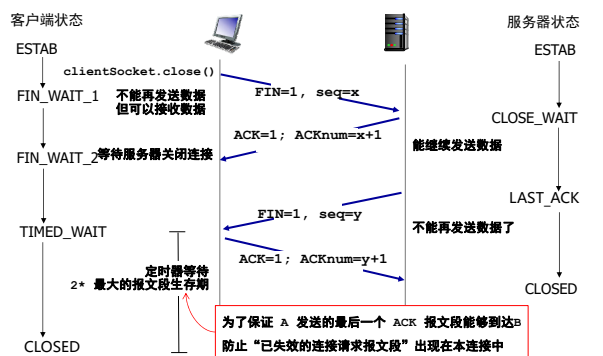 客户端状态
服务器状态
ESTAB
ESTAB
clientSocket.close()
FIN_WAIT_1
不能再发送数据
但可以接收数据
FIN=1, seq=x
CLOSE_WAIT
ACK=1; ACKnum=x+1
能继续发送数据
FIN_WAIT_2
等待服务器关闭连接
LAST_ACK
FIN=1, seq=y
不能再发送数据了
TIMED_WAIT
ACK=1; ACKnum=y+1
定时器等待
2* 最大的报文段生存期
CLOSED
为了保证 A 发送的最后一个 ACK 报文段能够到达B
防止“已失效的连接请求报文段”出现在本连接中
CLOSED